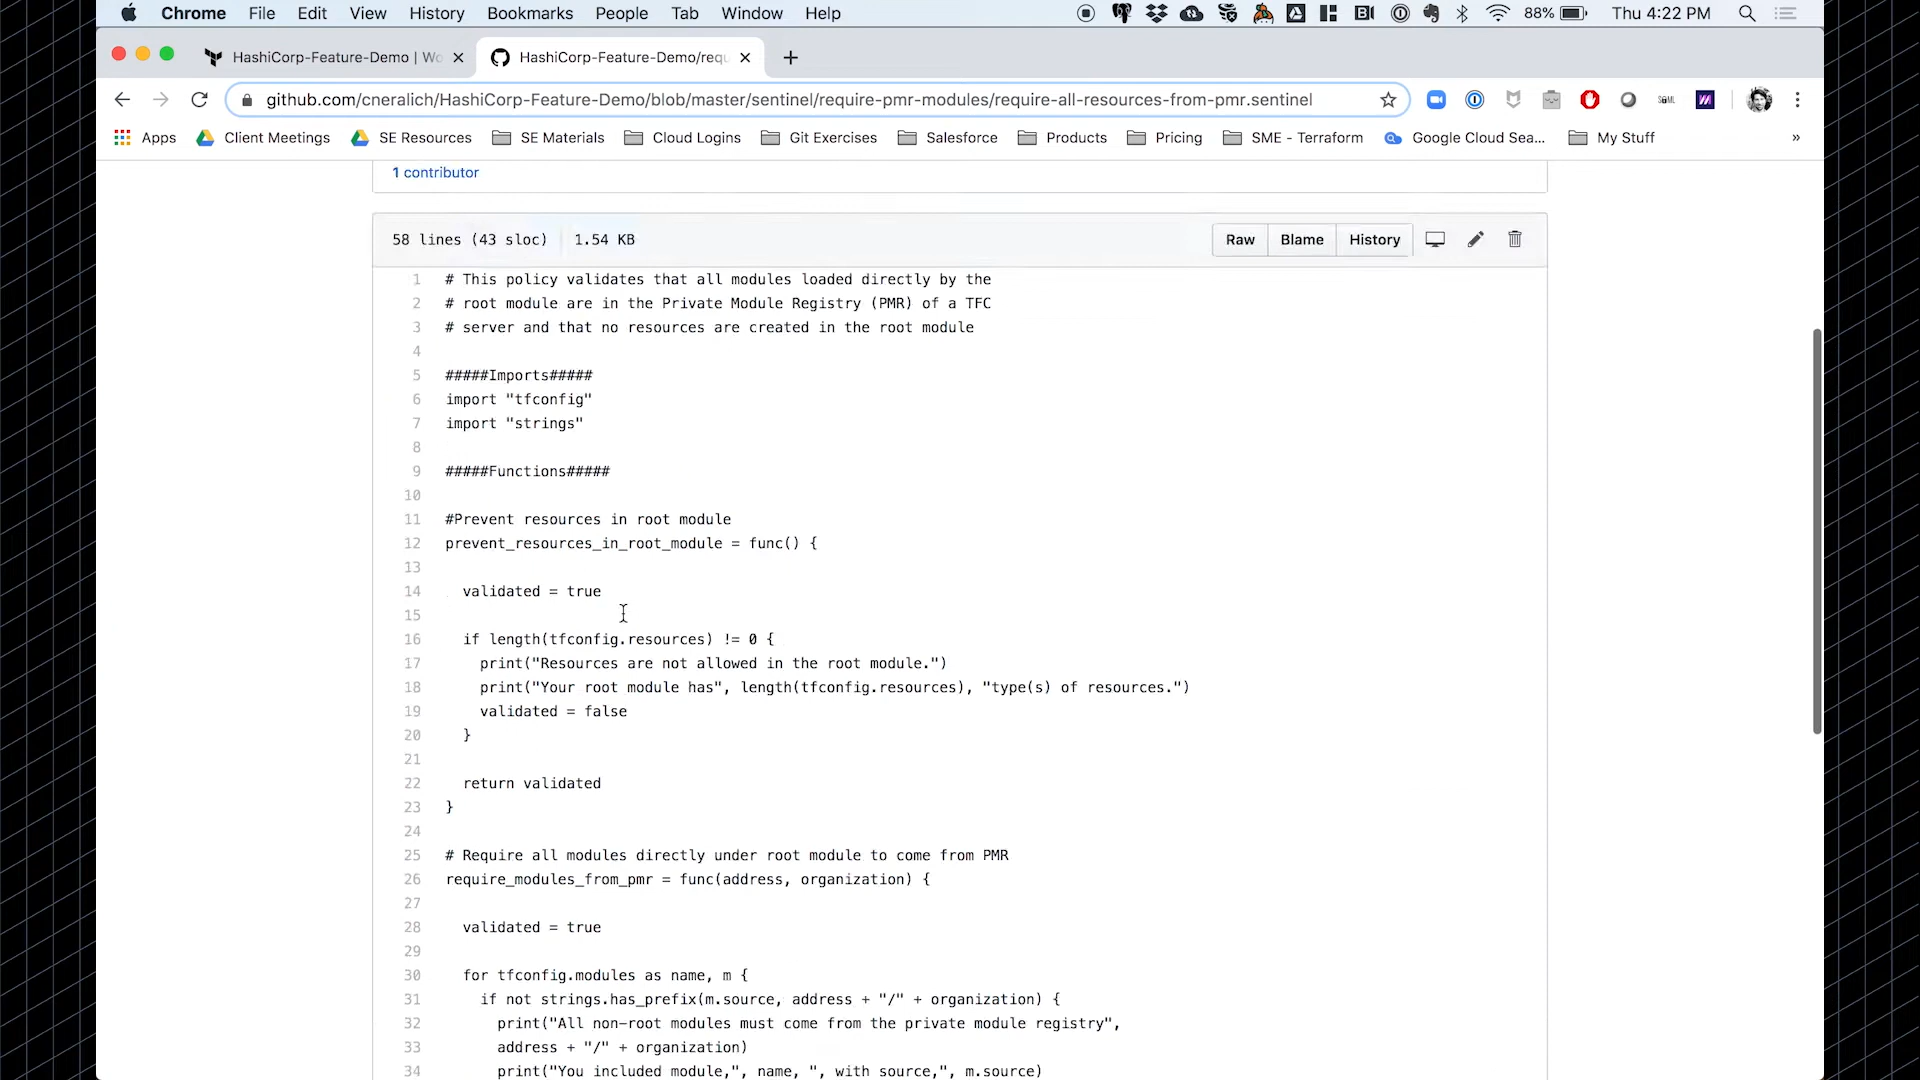 Chrome File Edit View History Bookmarks People Tab Window Help 88% Thu 4:22 PM
HashiCorp-Feature-Demo | Wo
HashiCorp-Feature-Demo/requ
github.com/cneralich/HashiCorp-Feature-Demo/blob/master/sentinel/require-pmr-modules/require-all-resources-from-pmr.sentinel
Apps Client Meetings SE Resources SE Materials Cloud Logins Git Exercises Salesforce Products Pricing SME - Terraform Google Cloud Sea... My Stuff »
1 contributor
58 lines (43 sloc) 1.54 KB Raw Blame History
1 # This policy validates that all modules loaded directly by the
2 # root module are in the Private Module Registry (PMR) of a TFC
3 # server and that no resources are created in the root module
4
5 #####Imports#####
6 import "tfconfig"
7 import "strings"
8
9 #####Functions#####
10
11 #Prevent resources in root module
12 prevent_resources_in_root_module = func() {
13
14 validated = true
15
16 if length(tfconfig.resources) != 0 {
17 print("Resources are not allowed in the root module.")
18 print("Your root module has", length(tfconfig.resources), "type(s) of resources.")
19 validated = false
20 }
21
22 return validated
23 }
24
25 # Require all modules directly under root module to come from PMR
26 require_modules_from_pmr = func(address, organization) {
27
28 validated = true
29
30 for tfconfig.modules as name, m {
31 if not strings.has_prefix(m.source, address + "/" + organization) {
32 print("All non-root modules must come from the private module registry",
33 address + "/" + organization)
34 print("You included module,", name, ", with source,", m.source)